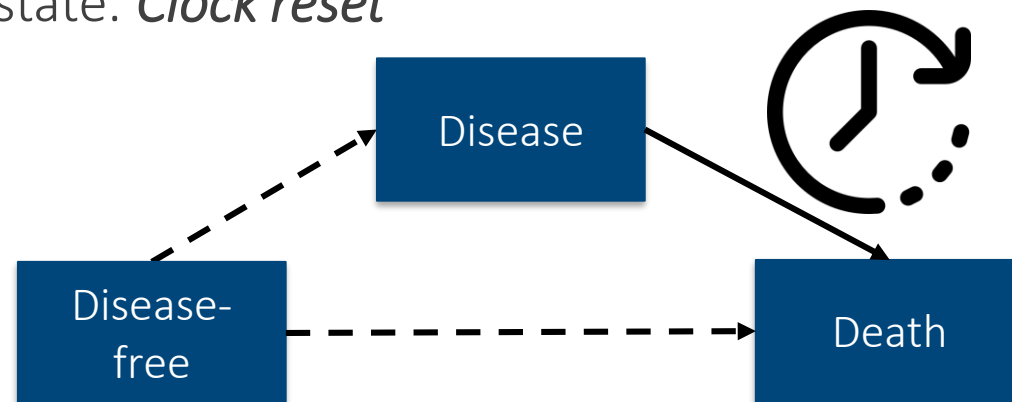 state. Clock reset
Disease
Disease-
free
Death